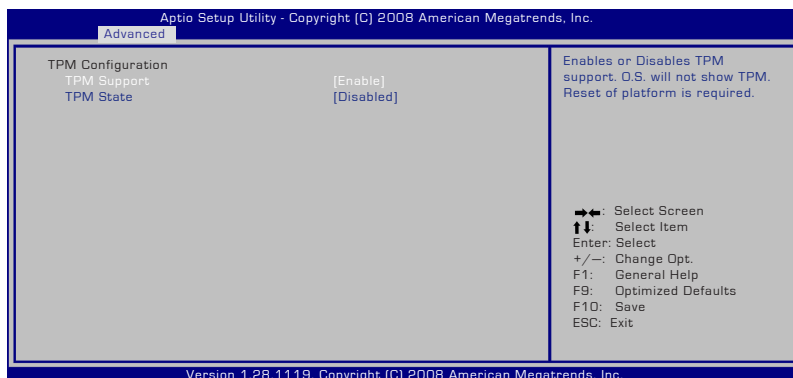 Aptio Setup Utility - Copyright (C) 2008 American Megatrends, Inc.
Advanced
TPM Configuration
TPM Support [Enable]
TPM State [Disabled]
Enables or Disables TPM
support. O.S. will not show TPM.
Reset of platform is required.
→←: Select Screen
↑↓: Select Item
Enter: Select
+/—: Change Opt.
F1: General Help
F9: Optimized Defaults
F10: Save
ESC: Exit
Version 1.28.1119. Copyright (C) 2008 American Megatrends, Inc.